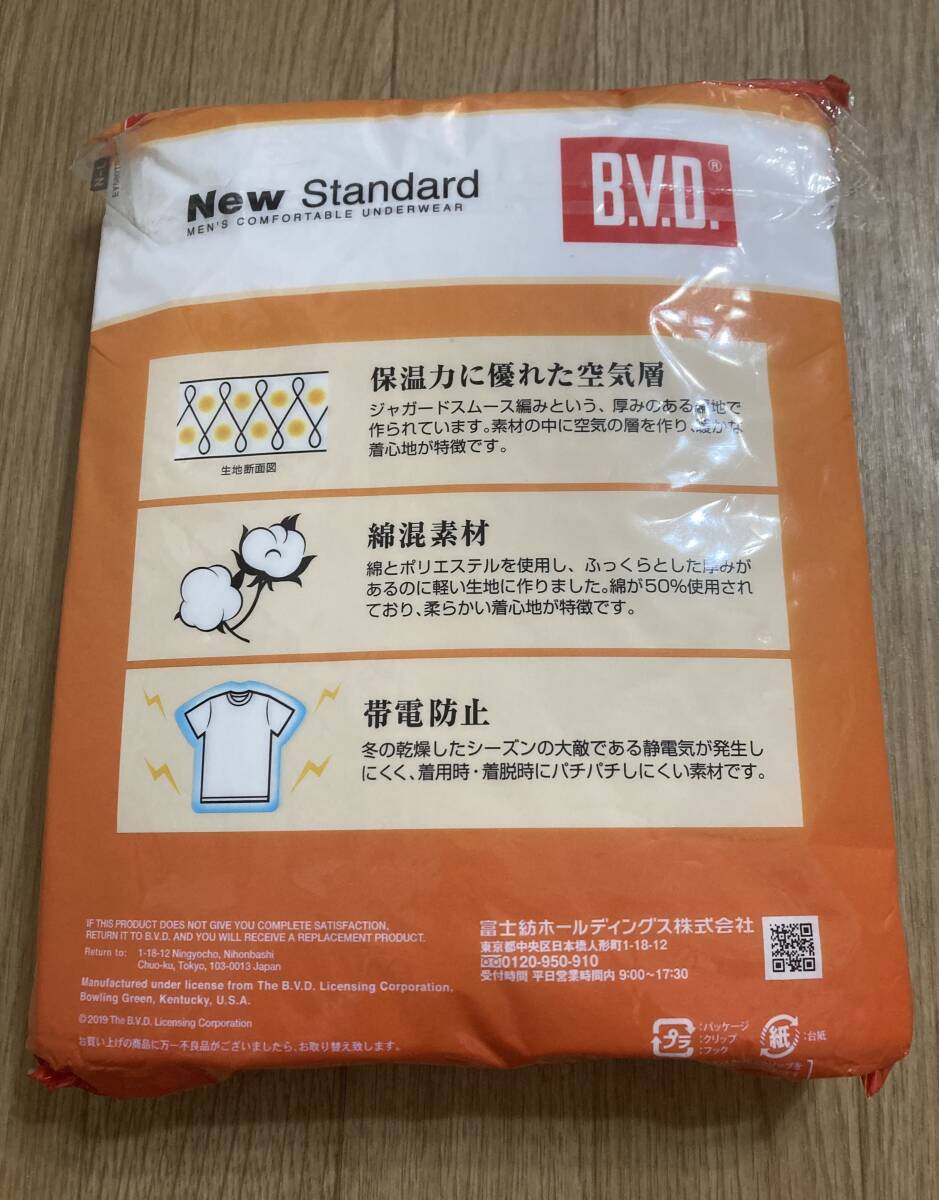 New Standard
MEN'S COMFORTABLE UNDERWEAR
B.V.D.®
保温力に優れた空気層
ジャガードスムース編みという、厚みのある編地で
作られています。素材の中に空気の層を作り、暖かな
着心地が特徴です。
生地断面図
綿混素材
綿とポリエステルを使用し、ふっくらとした厚みが
あるのに軽い生地に作りました。綿が50%使用され
ており、柔らかい着心地が特徴です。
帯電防止
冬の乾燥したシーズンの大敵である静電気が発生し
にくく、着用時・着脱時にパチパチしにくい素材です。
IF THIS PRODUCT DOES NOT GIVE YOU COMPLETE SATISFACTION,
RETURN IT TO B.V.D. AND YOU WILL RECEIVE A REPLACEMENT PRODUCT.
Return to: 1-18-12 Ningyocho, Nihonbashi
Chuo-ku, Tokyo, 103-0013 Japan
Manufactured under license from The B.V.D. Licensing Corporation.
Bowling Green, Kentucky, U.S.A.
©2019 The B.V.D. Licensing Corporation
お買い上げの商品に万一不良品がございましたら、お取り替え致します。
富士紡ホールディングス株式会社
東京都中央区日本橋人形町1-18-12
0120-950-910
受付時間 平日営業時間内 9:00〜17:30
プラ
:パッケージ
:クリップ
:フック
紙
:台紙